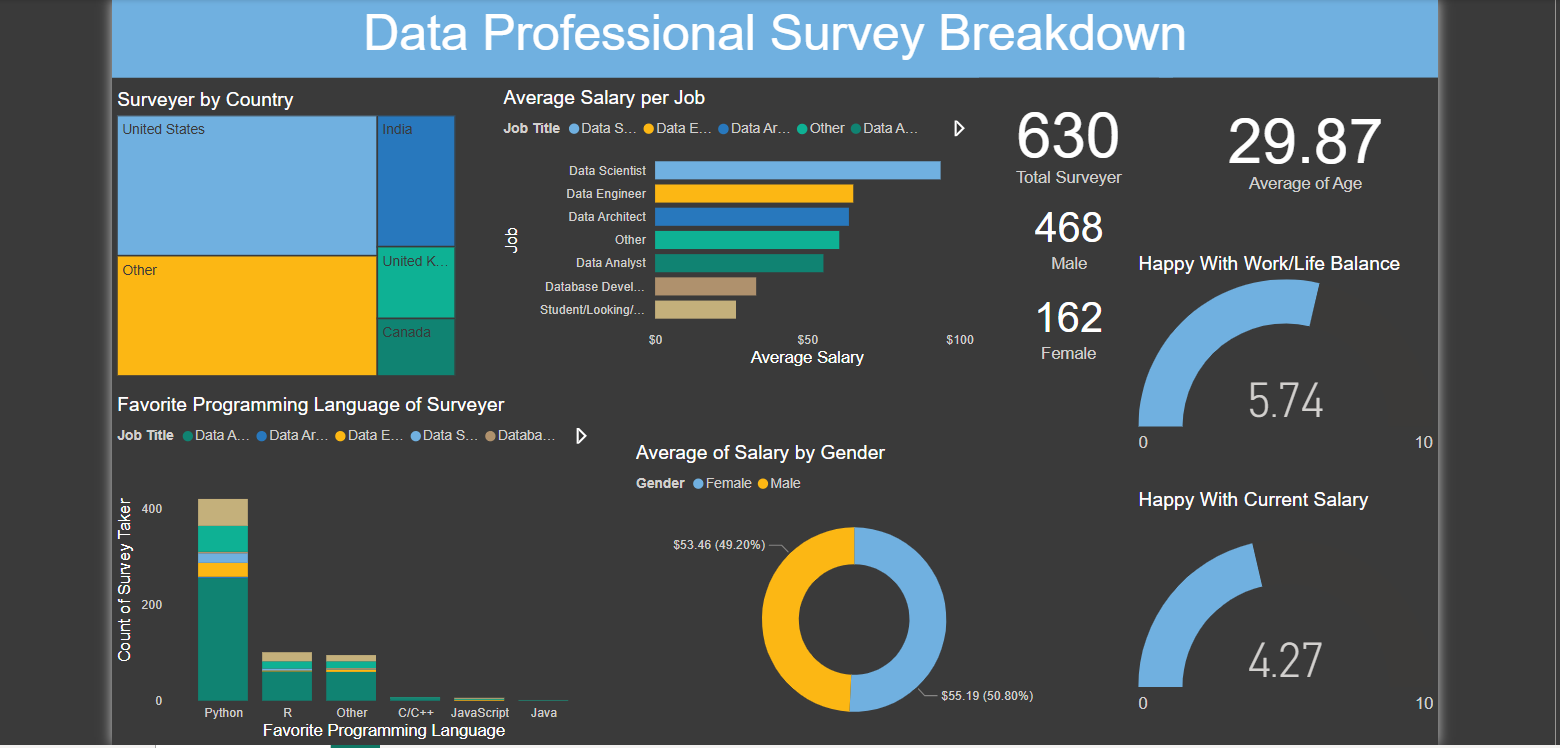 Data Professional Survey Breakdown
Surveyer by Country
United States
India
Other
United K...
Canada
Average Salary per Job
Job Title Data S... Data E... Data Ar... Other Data A...
Job
Data Scientist
Data Engineer
Data Architect
Other
Data Analyst
Database Devel...
Student/Looking/...
$0 $50 $100
Average Salary
630
Total Surveyer
468
Male
162
Female
29.87
Average of Age
Happy With Work/Life Balance
5.74
0 10
Favorite Programming Language of Surveyer
Job Title Data A... Data Ar... Data E... Data S... Databa...
Count of Survey Taker
400
200
0
Python R Other C/C++ JavaScript Java
Favorite Programming Language
Average of Salary by Gender
Gender Female Male
$53.46 (49.20%)
$55.19 (50.80%)
Happy With Current Salary
4.27
0 10